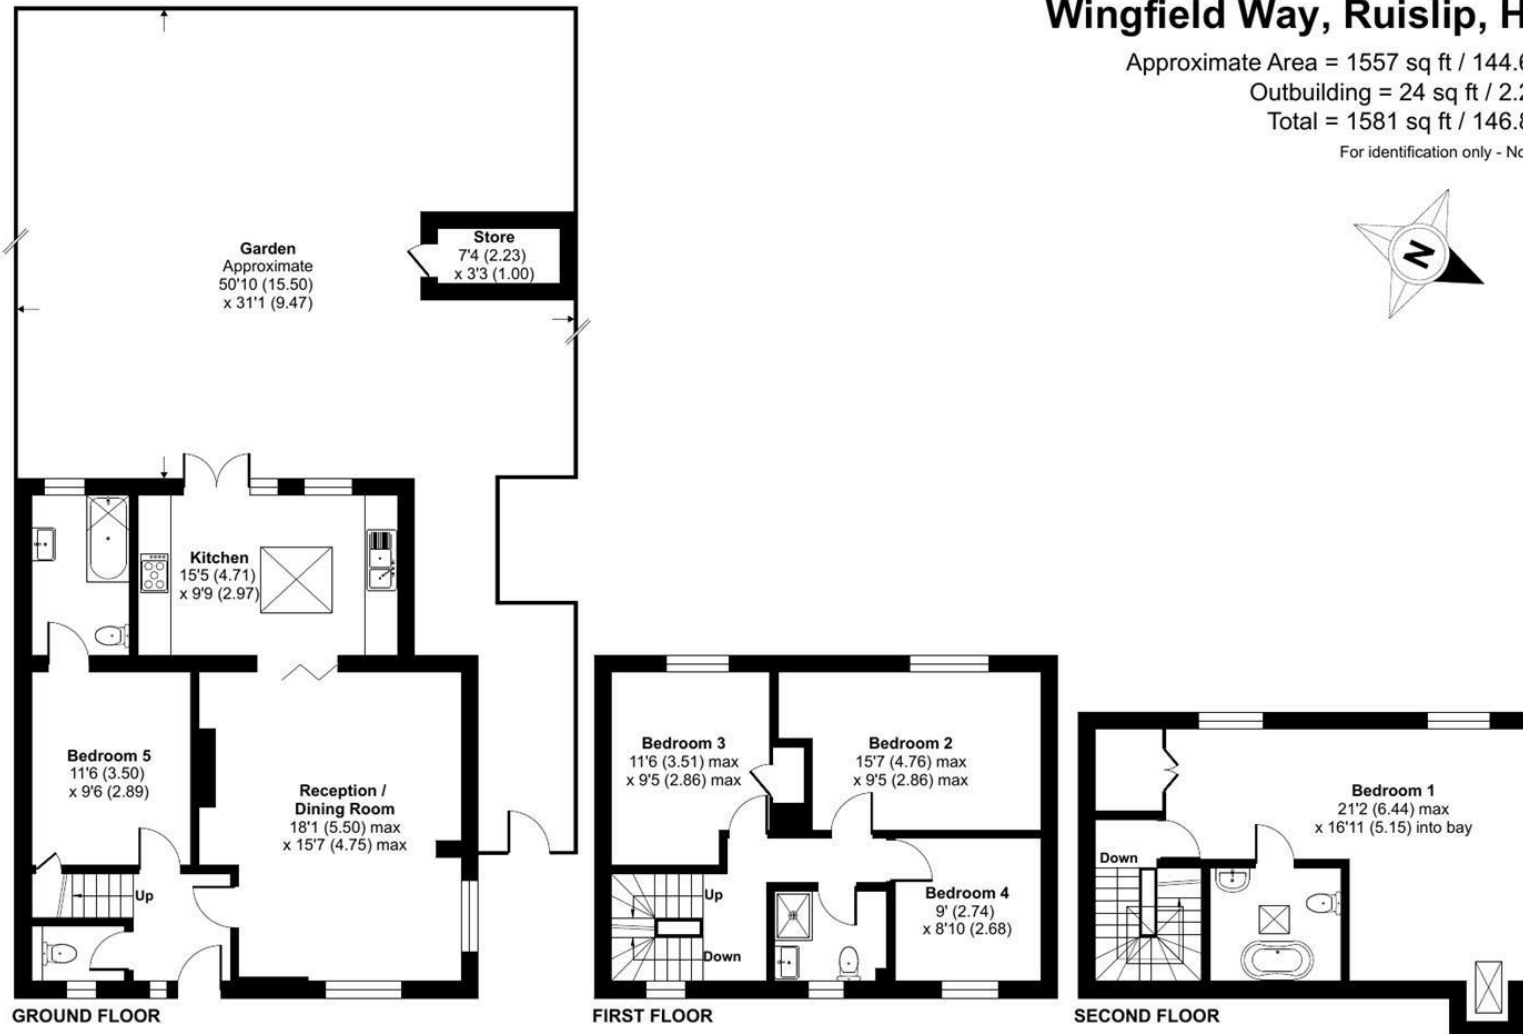 Wingfield Way, Ruislip, H
Approximate Area = 1557 sq ft / 144.6
Outbuilding = 24 sq ft / 2.2
Total = 1581 sq ft / 146.8
For identification only - No
N
Garden
Approximate
50'10 (15.50)
x 31'1 (9.47)
Store
7'4 (2.23)
x 3'3 (1.00)
Kitchen
15'5 (4.71)
x 9'9 (2.97)
Bedroom 5
11'6 (3.50)
x 9'6 (2.89)
Reception /
Dining Room
18'1 (5.50) max
x 15'7 (4.75) max
Up
GROUND FLOOR
Bedroom 3
11'6 (3.51) max
x 9'5 (2.86) max
Bedroom 2
15'7 (4.76) max
x 9'5 (2.86) max
Bedroom 4
9' (2.74)
x 8'10 (2.68)
Up
Down
FIRST FLOOR
Bedroom 1
21'2 (6.44) max
x 16'11 (5.15) into bay
Down
SECOND FLOOR